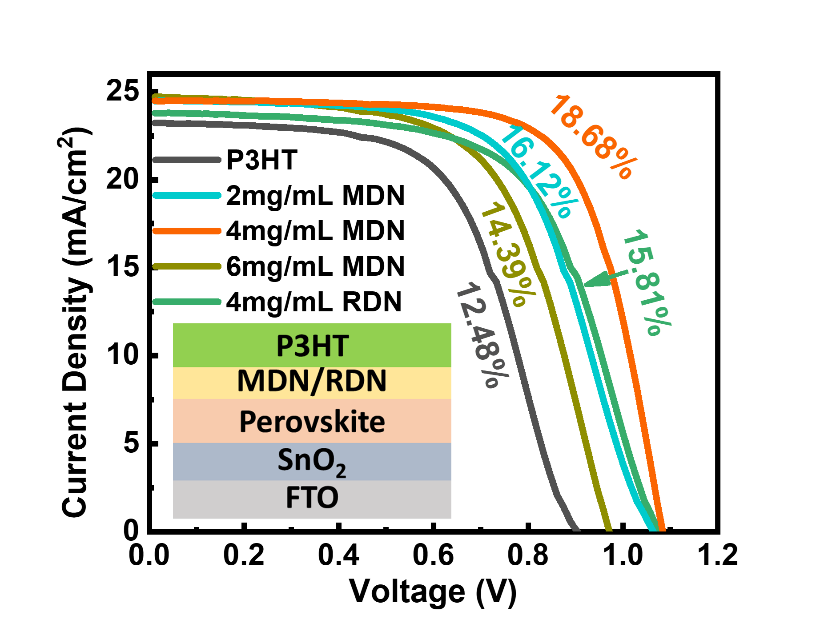 25
20
15
10
5
0
Current Density (mA/cm²)
P3HT
2mg/mL MDN
4mg/mL MDN
6mg/mL MDN
4mg/mL RDN
18.68%
16.12%
14.39%
15.81%
12.48%
P3HT
MDN/RDN
Perovskite
SnO₂
FTO
0.0 0.2 0.4 0.6 0.8 1.0 1.2
Voltage (V)